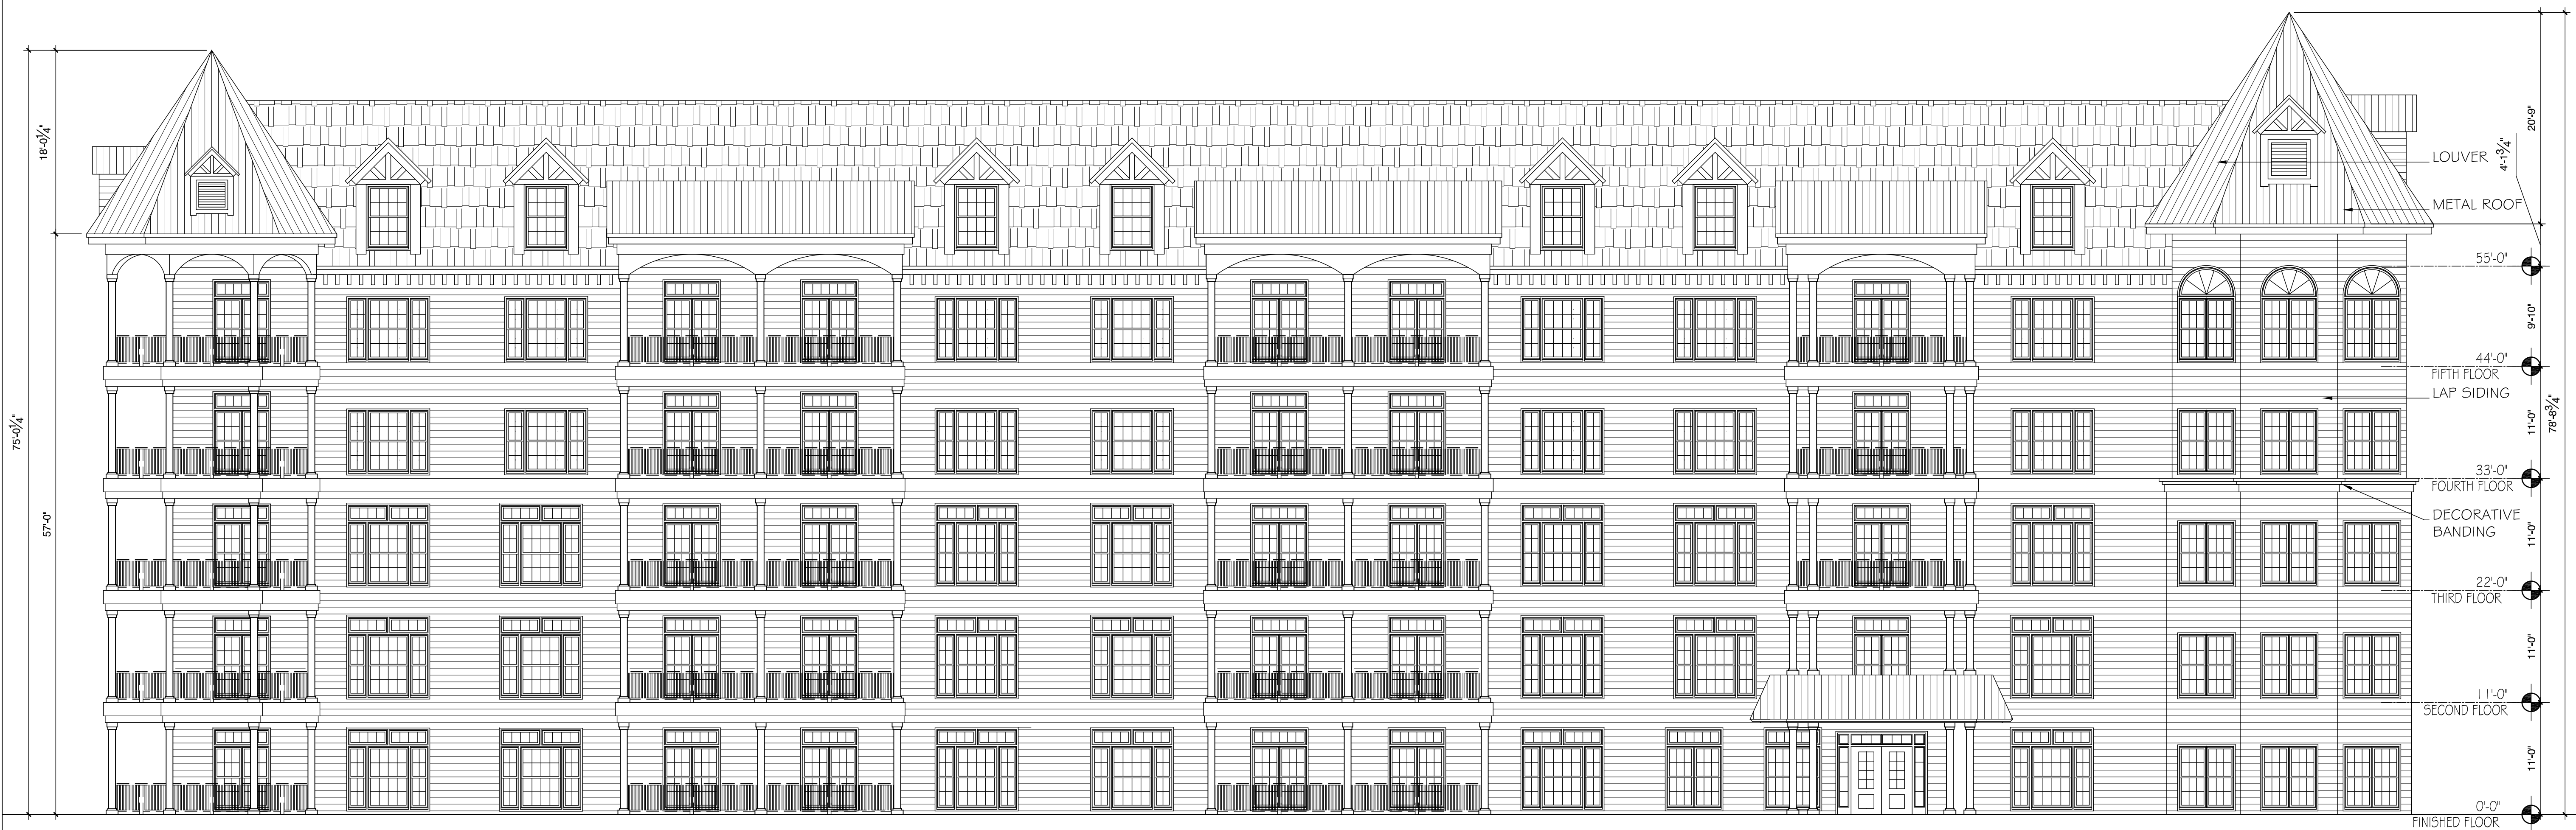 18'-0 1/4"
75'-0 1/4"
57'-0"
20'-9"
LOUVER
4'-1 3/4"
METAL ROOF
55'-0"
9'-10"
44'-0"
FIFTH FLOOR
LAP SIDING
11'-0"
78'-8 3/4"
33'-0"
FOURTH FLOOR
DECORATIVE
BANDING
11'-0"
22'-0"
THIRD FLOOR
11'-0"
11'-0"
SECOND FLOOR
11'-0"
0'-0"
FINISHED FLOOR